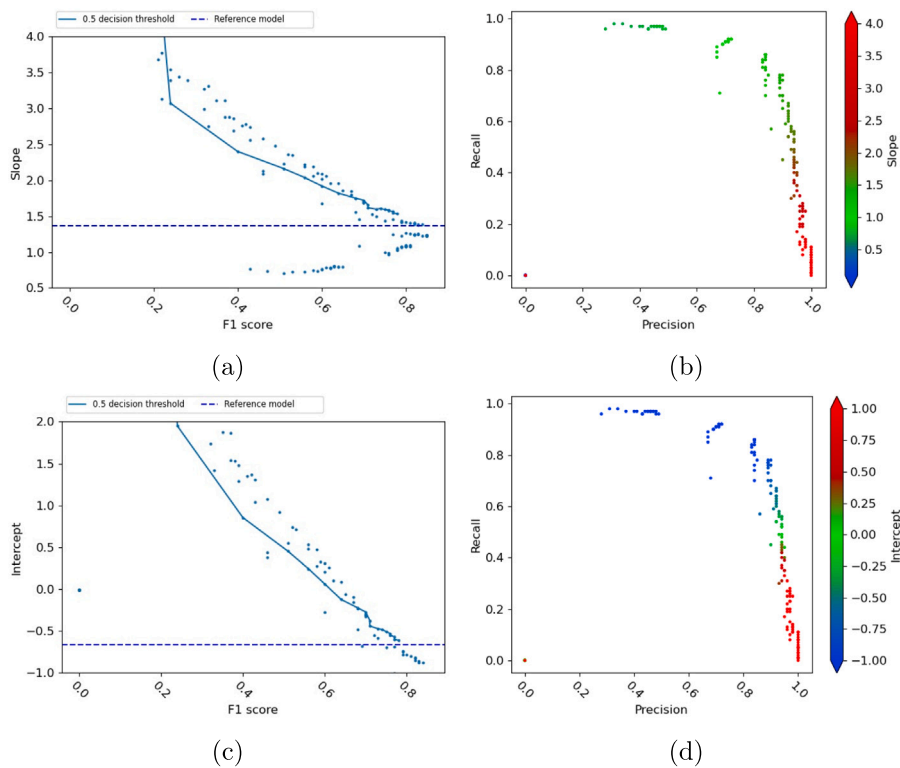 0.5 decision threshold Reference model
4.0
3.5
3.0
2.5
2.0
1.5
1.0
0.5
Slope
0.0 0.2 0.4 0.6 0.8
F1 score
(a)
1.0
0.8
0.6
0.4
0.2
0.0
Recall
0.0 0.2 0.4 0.6 0.8 1.0
Precision
4.0
3.5
3.0
2.5
2.0
1.5
1.0
0.5
Slope
(b)
0.5 decision threshold Reference model
2.0
1.5
1.0
0.5
0.0
−0.5
−1.0
Intercept
0.0 0.2 0.4 0.6 0.8
F1 score
(c)
1.0
0.8
0.6
0.4
0.2
0.0
Recall
0.0 0.2 0.4 0.6 0.8 1.0
Precision
1.00
0.75
0.50
0.25
0.00
−0.25
−0.50
−0.75
−1.00
Intercept
(d)